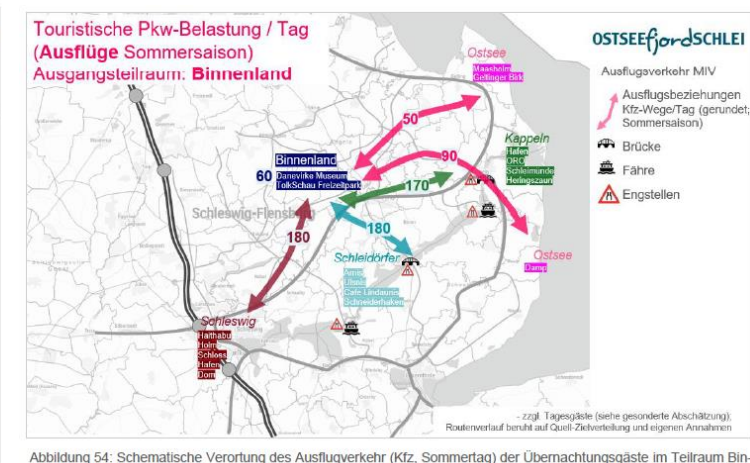 Touristische Pkw-Belastung / Tag
(Ausflüge Sommersaison)
Ausgangsteilraum: Binnenland
OSTSEEfjordSCHLEI
Ausflugsverkehr MIV
Ausflugsbeziehungen
Kfz-Wege/Tag (gerundet,
Sommersaison)
Brücke
Fähre
Engstellen
Ostsee
Maasholm
Geltinger Birk
50
Kappeln
Hafen
ORO
Schleimünde
Heringszaun
90
Binnenland
60
Danevirke Museum
TolkSchau Freizeitpark
170
Schleswig-Flensburg
180
180
Schleidörfer
Arnis
Ulsnis
Café Lindaunis
Schneiderhaken
Ostsee
Damp
Schleswig
Haithabu
Holm
Schloss
Hafen
Dom
- zzgl. Tagesgäste (siehe gesonderte Abschätzung);
Routenverlauf beruht auf Quell-Zielverteilung und eigenen Annahmen
Abbildung 54: Schematische Verortung des Ausflugverkehr (Kfz, Sommertag) der Übernachtungsgäste im Teilraum Bin-